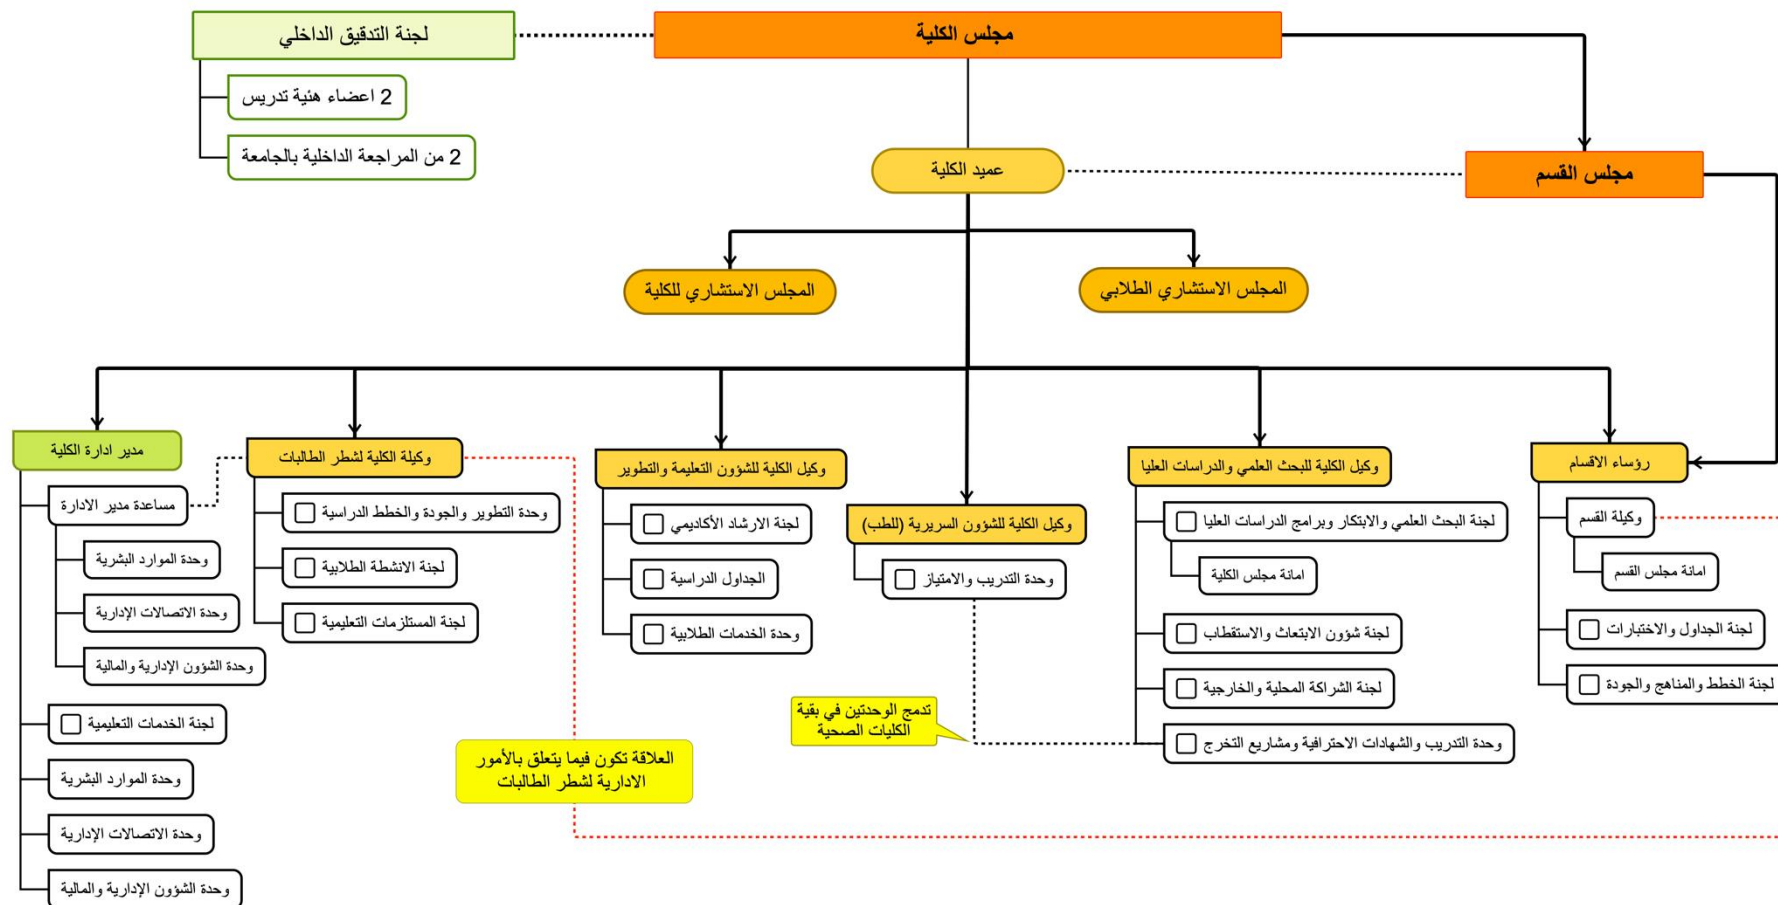 لجنة التدقيق الداخلي
مجلس الكلية
2 اعضاء هئية تدريس
2 من المراجعة الداخلية بالجامعة
عميد الكلية
مجلس القسم
المجلس الاستشاري للكلية
المجلس الاستشاري الطلابي
رؤساء الاقسام
وكيلة القسم
امانة مجلس القسم
لجنة الجداول والاختبارات
لجنة الخطط والمناهج والجودة
وكيل الكلية للبحث العلمي والدراسات العليا
لجنة البحث العلمي والابتكار وبرامج الدراسات العليا
امانة مجلس الكلية
لجنة شؤون الابتعاث والاستقطاب
لجنة الشراكة المحلية والخارجية
وحدة التدريب والشهادات الاحترافية ومشاريع التخرج
وكيل الكلية للشؤون السريرية (للطب)
وحدة التدريب والامتياز
تدمج الوحدتين في بقية
الكليات الصحية
وكيل الكلية للشؤون التعليمة والتطوير
لجنة الارشاد الأكاديمي
الجداول الدراسية
وحدة الخدمات الطلابية
وكيلة الكلية لشطر الطالبات
وحدة التطوير والجودة والخطط الدراسية
لجنة الانشطة الطلابية
لجنة المستلزمات التعليمية
العلاقة تكون فيما يتعلق بالأمور
الادارية لشطر الطالبات
مدير ادارة الكلية
مساعدة مدير الادارة
وحدة الموارد البشرية
وحدة الاتصالات الإدارية
وحدة الشؤون الإدارية والمالية
لجنة الخدمات التعليمية
وحدة الموارد البشرية
وحدة الاتصالات الإدارية
وحدة الشؤون الإدارية والمالية